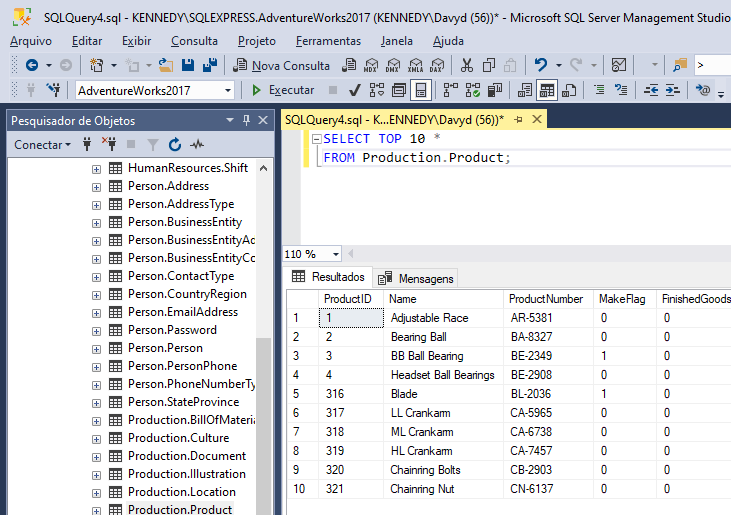 SQLQuery4.sql - KENNEDY\SQLEXPRESS.AdventureWorks2017 (KENNEDY\Davyd (56))* - Microsoft SQL Server Management Studio
Arquivo Editar Exibir Consulta Projeto Ferramentas Janela Ajuda
Nova Consulta MDX DMX XMLA DAX >
AdventureWorks2017 Executar
Pesquisador de Objetos
Conectar
HumanResources.Shift
Person.Address
Person.AddressType
Person.BusinessEntity
Person.BusinessEntityAd
Person.BusinessEntityCo
Person.ContactType
Person.CountryRegion
Person.EmailAddress
Person.Password
Person.Person
Person.PersonPhone
Person.PhoneNumberTy
Person.StateProvince
Production.BillOfMateria
Production.Culture
Production.Document
Production.Illustration
Production.Location
Production.Product
SQLQuery4.sql - K...ENNEDY\Davyd (56))*
SELECT TOP 10 *
FROM Production.Product;
110 %
Resultados Mensagens
ProductID Name ProductNumber MakeFlag FinishedGoods
1 1 Adjustable Race AR-5381 0 0
2 2 Bearing Ball BA-8327 0 0
3 3 BB Ball Bearing BE-2349 1 0
4 4 Headset Ball Bearings BE-2908 0 0
5 316 Blade BL-2036 1 0
6 317 LL Crankarm CA-5965 0 0
7 318 ML Crankarm CA-6738 0 0
8 319 HL Crankarm CA-7457 0 0
9 320 Chainring Bolts CB-2903 0 0
10 321 Chainring Nut CN-6137 0 0